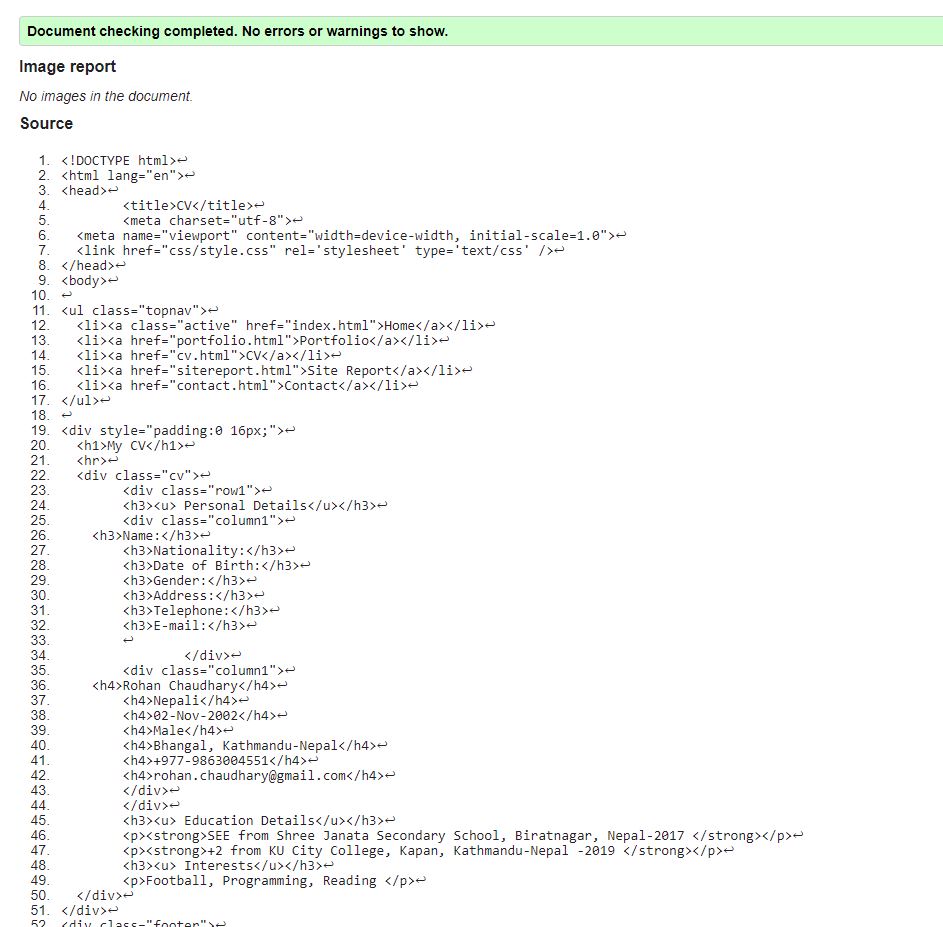 Document checking completed. No errors or warnings to show.
Image report
No images in the document.
Source
1. <!DOCTYPE html>↩
2. <html lang="en">↩
3. <head>↩
4. <title>CV</title>↩
5. <meta charset="utf-8">↩
6. <meta name="viewport" content="width=device-width, initial-scale=1.0">↩
7. <link href="css/style.css" rel='stylesheet' type='text/css' />↩
8. </head>↩
9. <body>↩
10. ↩
11. <ul class="topnav">↩
12. <li><a class="active" href="index.html">Home</a></li>↩
13. <li><a href="portfolio.html">Portfolio</a></li>↩
14. <li><a href="cv.html">CV</a></li>↩
15. <li><a href="sitereport.html">Site Report</a></li>↩
16. <li><a href="contact.html">Contact</a></li>↩
17. </ul>↩
18. ↩
19. <div style="padding:0 16px;">↩
20. <h1>My CV</h1>↩
21. <hr>↩
22. <div class="cv">↩
23. <div class="row1">↩
24. <h3><u> Personal Details</u></h3>↩
25. <div class="column1">↩
26. <h3>Name:</h3>↩
27. <h3>Nationality:</h3>↩
28. <h3>Date of Birth:</h3>↩
29. <h3>Gender:</h3>↩
30. <h3>Address:</h3>↩
31. <h3>Telephone:</h3>↩
32. <h3>E-mail:</h3>↩
33. ↩
34. </div>↩
35. <div class="column1">↩
36. <h4>Rohan Chaudhary</h4>↩
37. <h4>Nepali</h4>↩
38. <h4>02-Nov-2002</h4>↩
39. <h4>Male</h4>↩
40. <h4>Bhangal, Kathmandu-Nepal</h4>↩
41. <h4>+977-9863004551</h4>↩
42. <h4>rohan.chaudhary@gmail.com</h4>↩
43. </div>↩
44. </div>↩
45. <h3><u> Education Details</u></h3>↩
46. <p><strong>SEE from Shree Janata Secondary School, Biratnagar, Nepal-2017 </strong></p>↩
47. <p><strong>+2 from KU City College, Kapan, Kathmandu-Nepal -2019 </strong></p>↩
48. <h3><u> Interests</u></h3>↩
49. <p>Football, Programming, Reading </p>↩
50. </div>↩
51. </div>↩
52. <div class="footer">↩